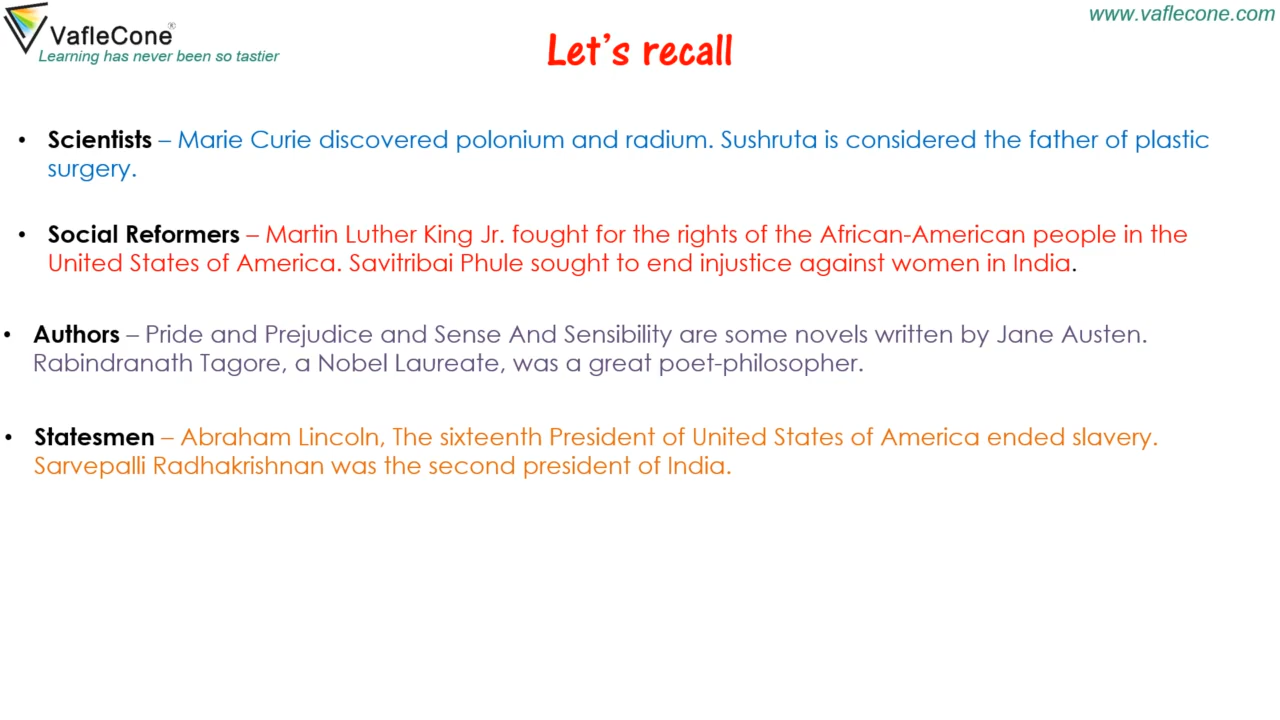 www.vaflecone.com
VafleCone®
Learning has never been so tastier
Let's recall
• Scientists – Marie Curie discovered polonium and radium. Sushruta is considered the father of plastic
surgery.
• Social Reformers – Martin Luther King Jr. fought for the rights of the African-American people in the
United States of America. Savitribai Phule sought to end injustice against women in India.
• Authors – Pride and Prejudice and Sense And Sensibility are some novels written by Jane Austen.
Rabindranath Tagore, a Nobel Laureate, was a great poet-philosopher.
• Statesmen – Abraham Lincoln, The sixteenth President of United States of America ended slavery.
Sarvepalli Radhakrishnan was the second president of India.